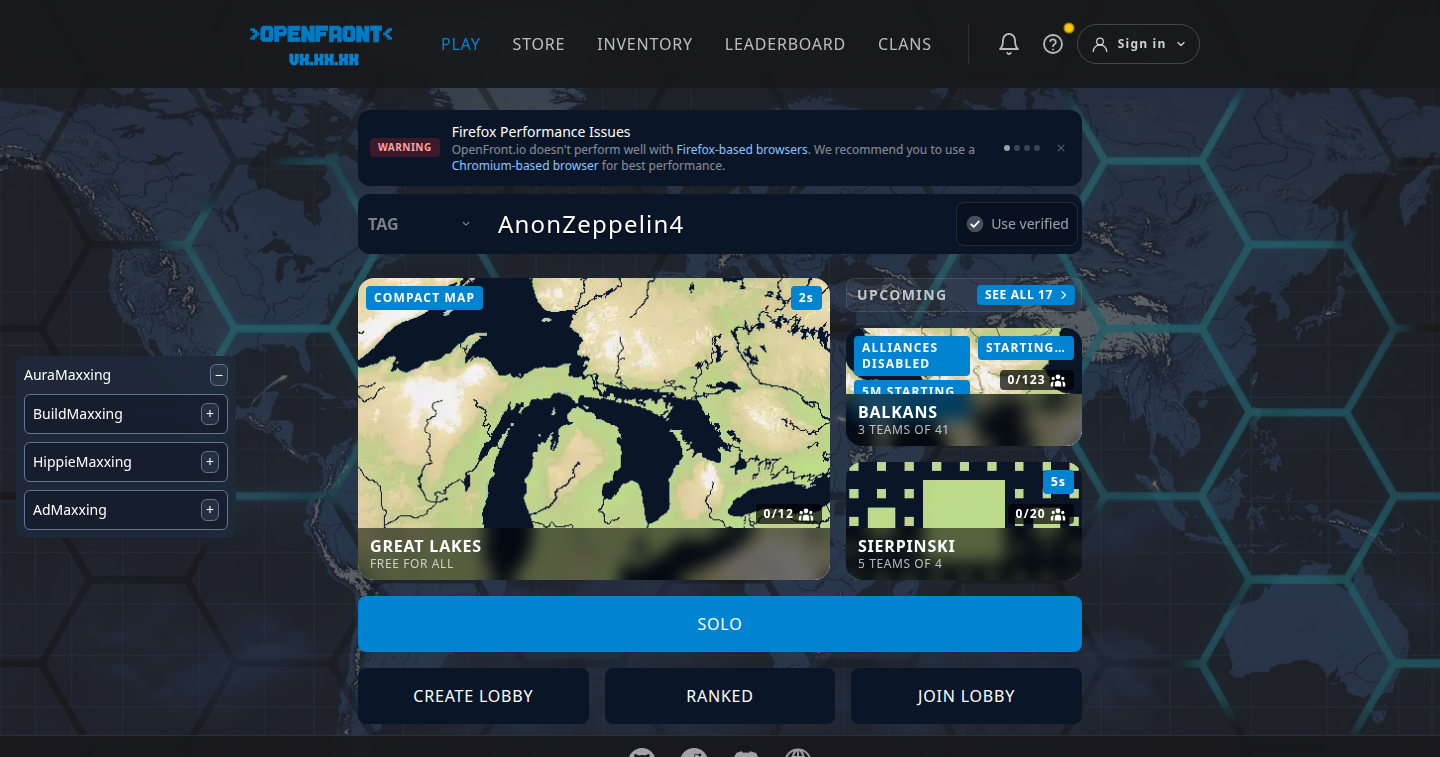 >OPENFRONT<
VX.XX.XX
PLAY
STORE
INVENTORY
LEADERBOARD
CLANS
Sign in
WARNING
Firefox Performance Issues
OpenFront.io doesn't perform well with Firefox-based browsers. We recommend you to use a
Chromium-based browser for best performance.
TAG
AnonZeppelin4
Use verified
COMPACT MAP
2s
0/12
GREAT LAKES
FREE FOR ALL
UPCOMING
SEE ALL 17
ALLIANCES
DISABLED
STARTING…
5M STARTING
0/123
BALKANS
3 TEAMS OF 41
5s
0/20
SIERPINSKI
5 TEAMS OF 4
AuraMaxxing
−
BuildMaxxing
+
HippieMaxxing
+
AdMaxxing
+
SOLO
CREATE LOBBY
RANKED
JOIN LOBBY